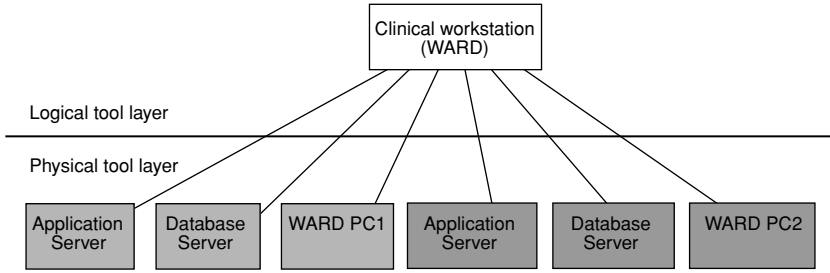 Clinical workstation
(WARD)
Logical tool layer
Physical tool layer
Application
Server
Database
Server
WARD PC1
Application
Server
Database
Server
WARD PC2